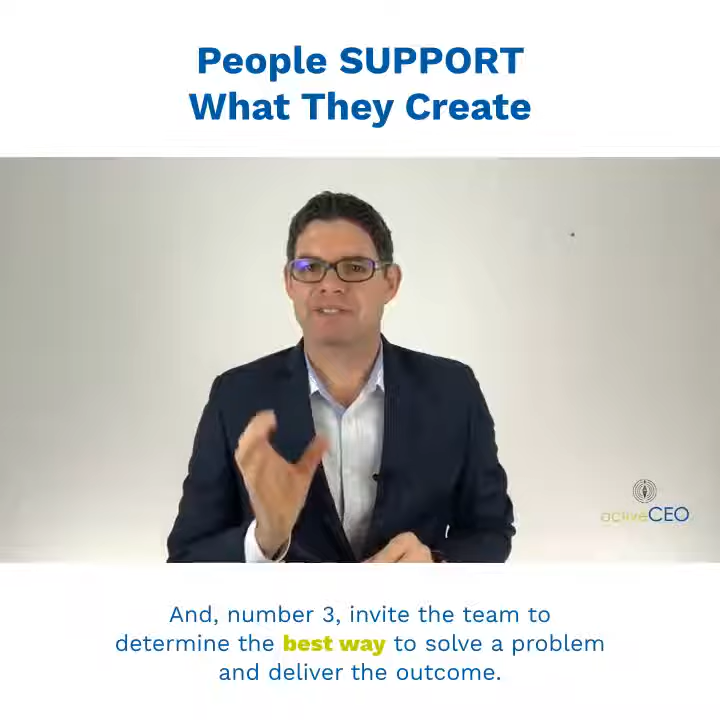 People SUPPORT
What They Create
activeCEO
And, number 3, invite the team to
determine the best way to solve a problem
and deliver the outcome.